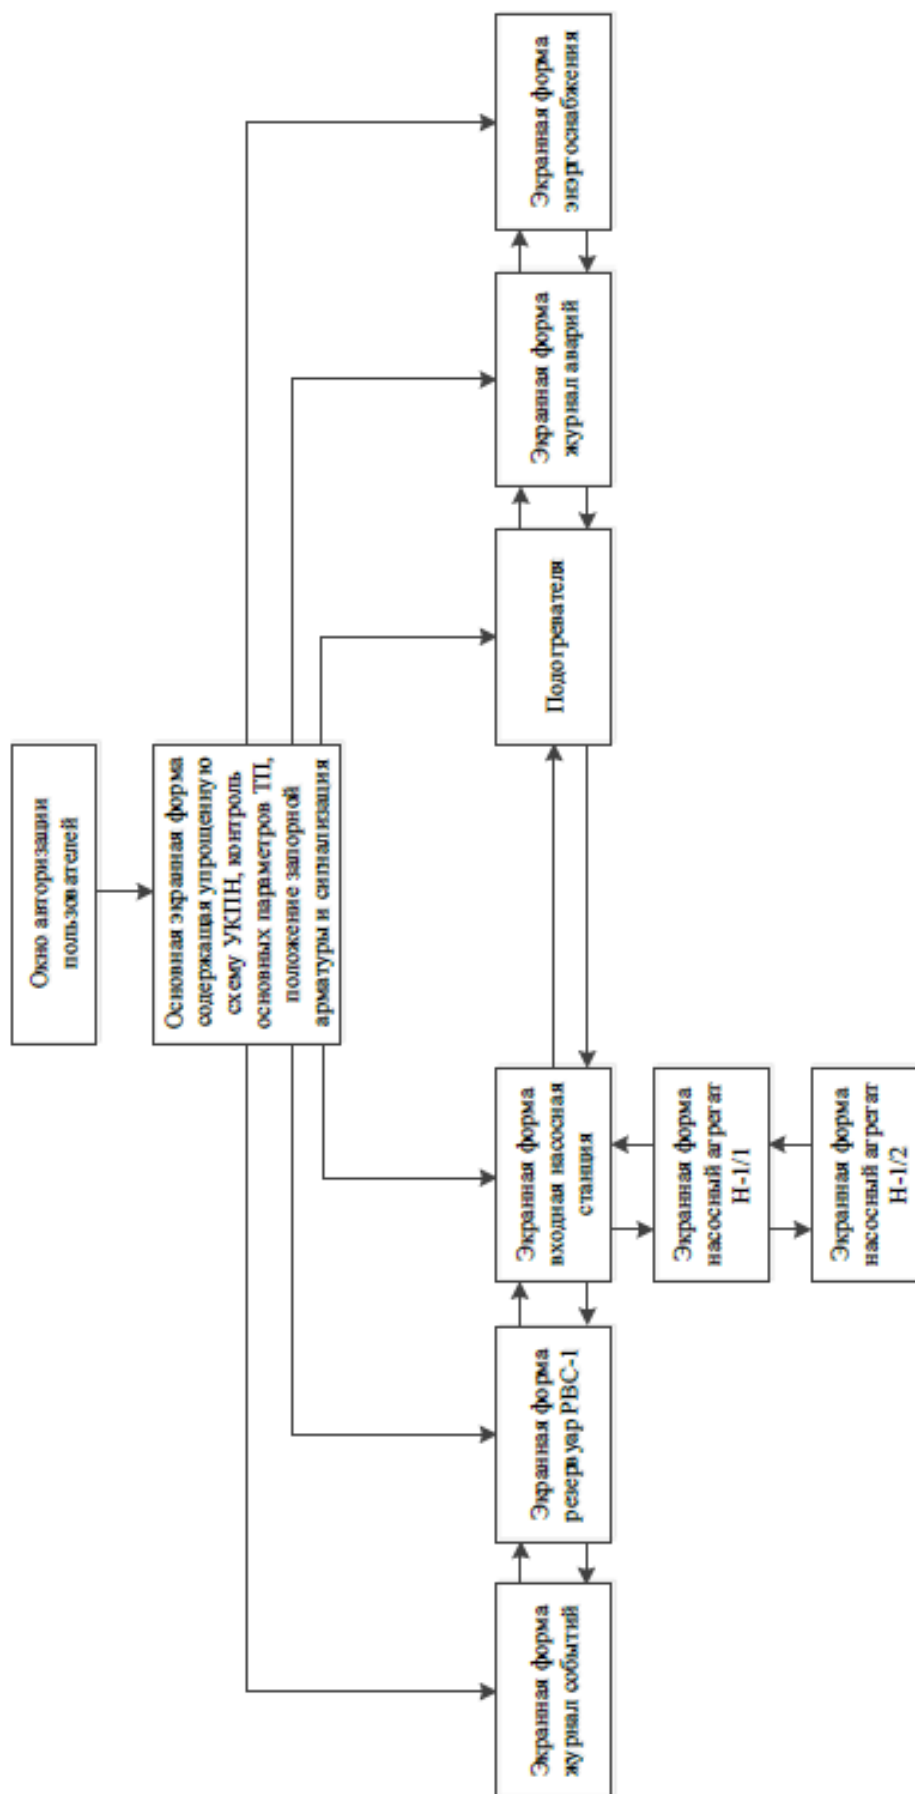 Окно авторизации
пользователей
Основная экранная форма
содержащая упрощенную
схему УКПН, контроль
основных параметров ТП,
положение запорной
арматуры и сигнализация
Экранная форма
журнал событий
Экранная форма
резервуар РВС-1
Экранная форма
входная насосная
станция
Подогревателя
Экранная форма
журнал аварий
Экранная форма
энэргоснабжения
Экранная форма
насосный агрегат
Н-1/1
Экранная форма
насосный агрегат
Н-1/2